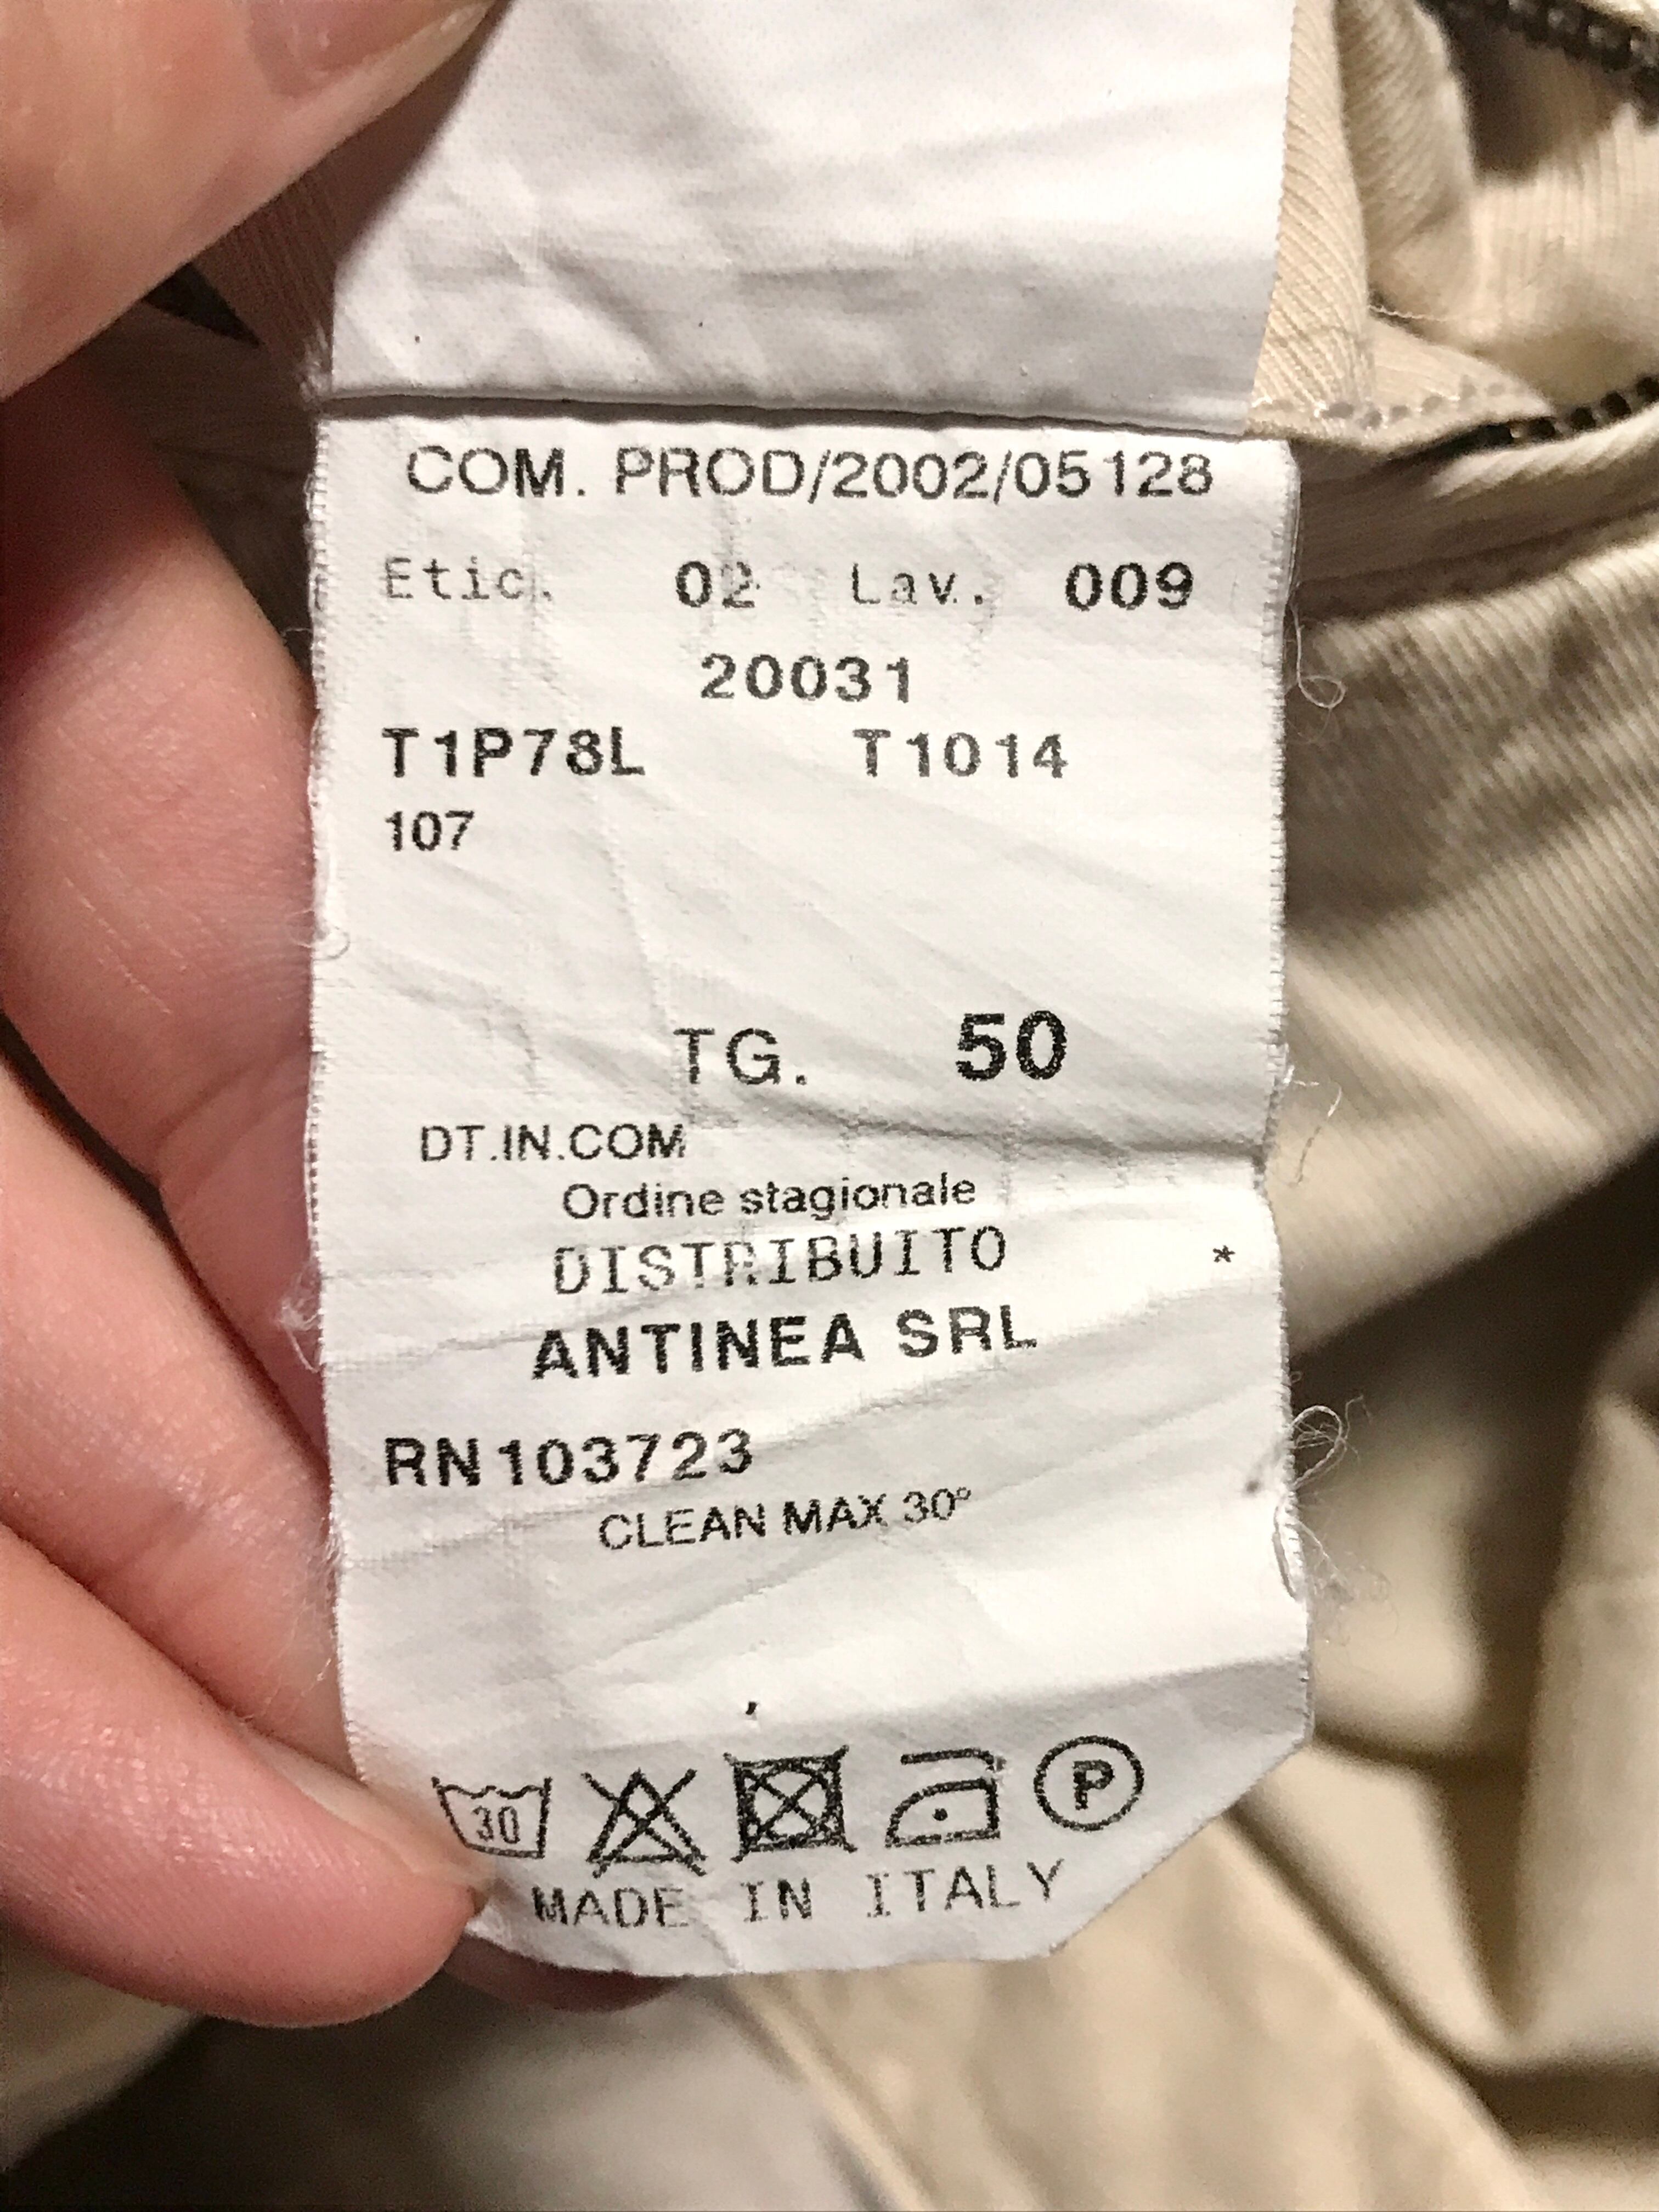 COM. PROD/2002/05128
Etic. 02 Lav. 009
20031
T1P78L T1014
107
TG. 50
DT.IN.COM
Ordine stagionale
DISTRIBUITO *
ANTINEA SRL
RN103723
CLEAN MAX 30°
30 P
MADE IN ITALY